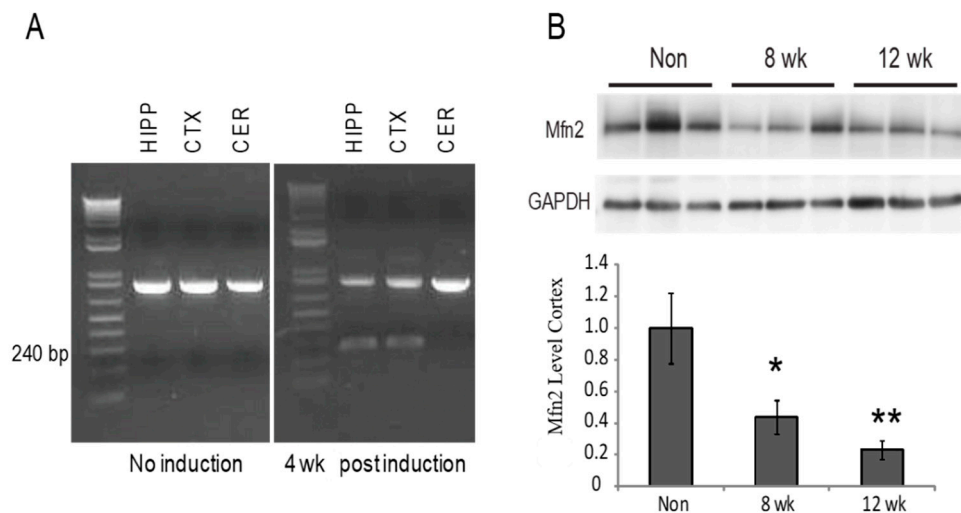 A
HIPP
CTX
CER
HIPP
CTX
CER
240 bp
No induction
4 wk post induction
B
Non 8 wk 12 wk
Mfn2
GAPDH
Mfn2 Level Cortex
1.4
1.2
1.0
0.8
0.6
0.4
0.2
0
*
**
Non 8 wk 12 wk